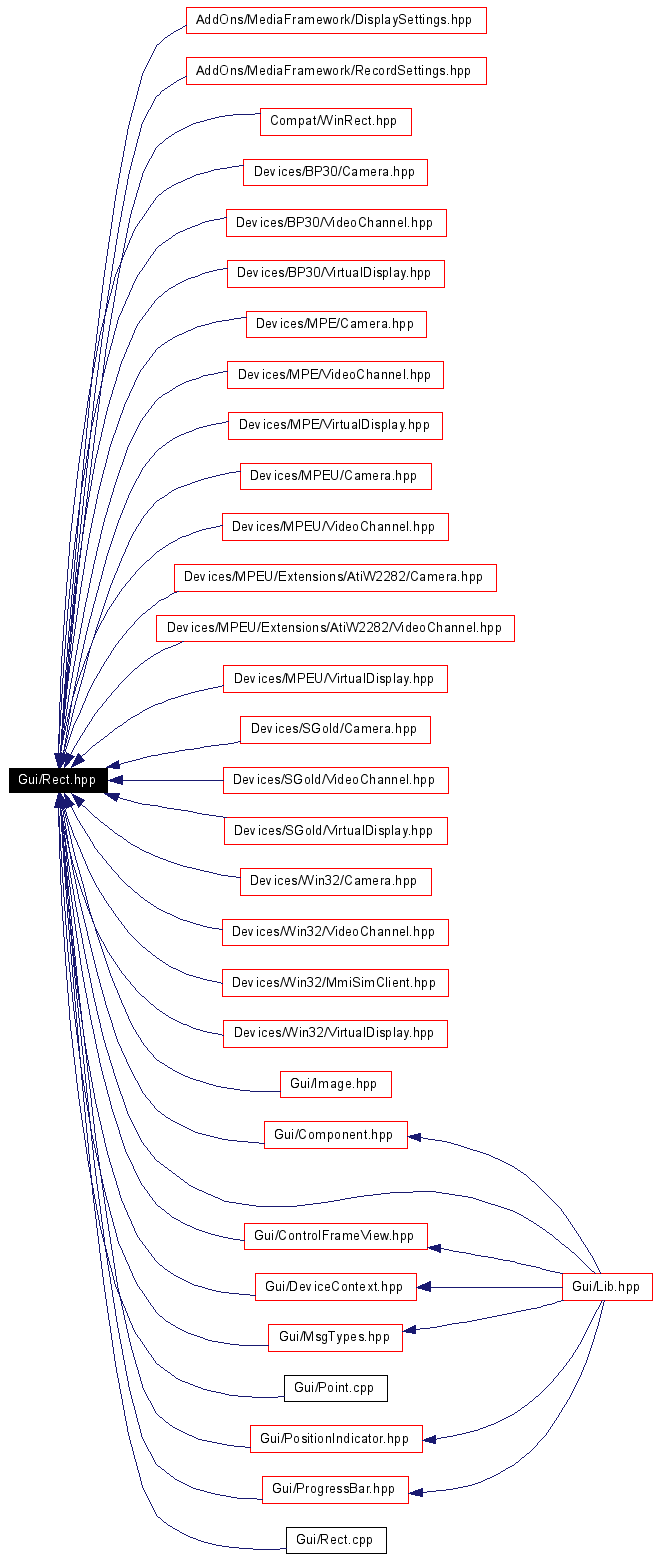 AddOns/MediaFramework/DisplaySettings.hpp
AddOns/MediaFramework/RecordSettings.hpp
Compat/WinRect.hpp
Devices/BP30/Camera.hpp
Devices/BP30/VideoChannel.hpp
Devices/BP30/VirtualDisplay.hpp
Devices/MPE/Camera.hpp
Devices/MPE/VideoChannel.hpp
Devices/MPE/VirtualDisplay.hpp
Devices/MPEU/Camera.hpp
Devices/MPEU/VideoChannel.hpp
Devices/MPEU/Extensions/AtiW2282/Camera.hpp
Devices/MPEU/Extensions/AtiW2282/VideoChannel.hpp
Devices/MPEU/VirtualDisplay.hpp
Devices/SGold/Camera.hpp
Gui/Rect.hpp
Devices/SGold/VideoChannel.hpp
Devices/SGold/VirtualDisplay.hpp
Devices/Win32/Camera.hpp
Devices/Win32/VideoChannel.hpp
Devices/Win32/MmiSimClient.hpp
Devices/Win32/VirtualDisplay.hpp
Gui/Image.hpp
Gui/Component.hpp
Gui/ControlFrameView.hpp
Gui/DeviceContext.hpp
Gui/Lib.hpp
Gui/MsgTypes.hpp
Gui/Point.cpp
Gui/PositionIndicator.hpp
Gui/ProgressBar.hpp
Gui/Rect.cpp